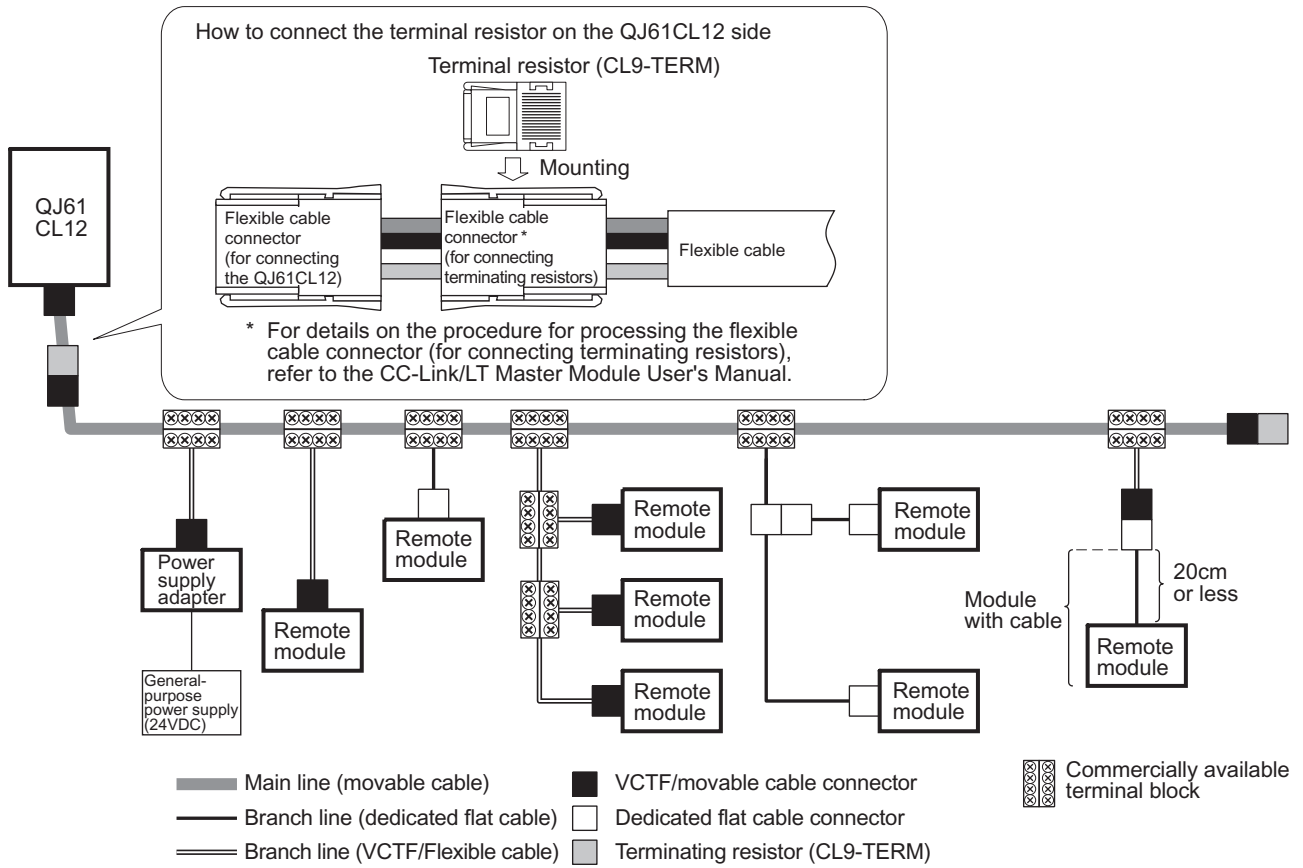 How to connect the terminal resistor on the QJ61CL12 side
Terminal resistor (CL9-TERM)
Mounting
QJ61
CL12
Flexible cable
connector
(for connecting
the QJ61CL12)
Flexible cable
connector *
(for connecting
terminating resistors)
Flexible cable
* For details on the procedure for processing the flexible
cable connector (for connecting terminating resistors),
refer to the CC-Link/LT Master Module User's Manual.
Power
supply
adapter
General-
purpose
power supply
(24VDC)
Remote
module
Remote
module
Remote
module
Remote
module
Remote
module
Remote
module
Remote
module
Module
with cable
20cm
or less
Remote
module
Main line (movable cable)
Branch line (dedicated flat cable)
Branch line (VCTF/Flexible cable)
VCTF/movable cable connector
Dedicated flat cable connector
Terminating resistor (CL9-TERM)
Commercially available
terminal block